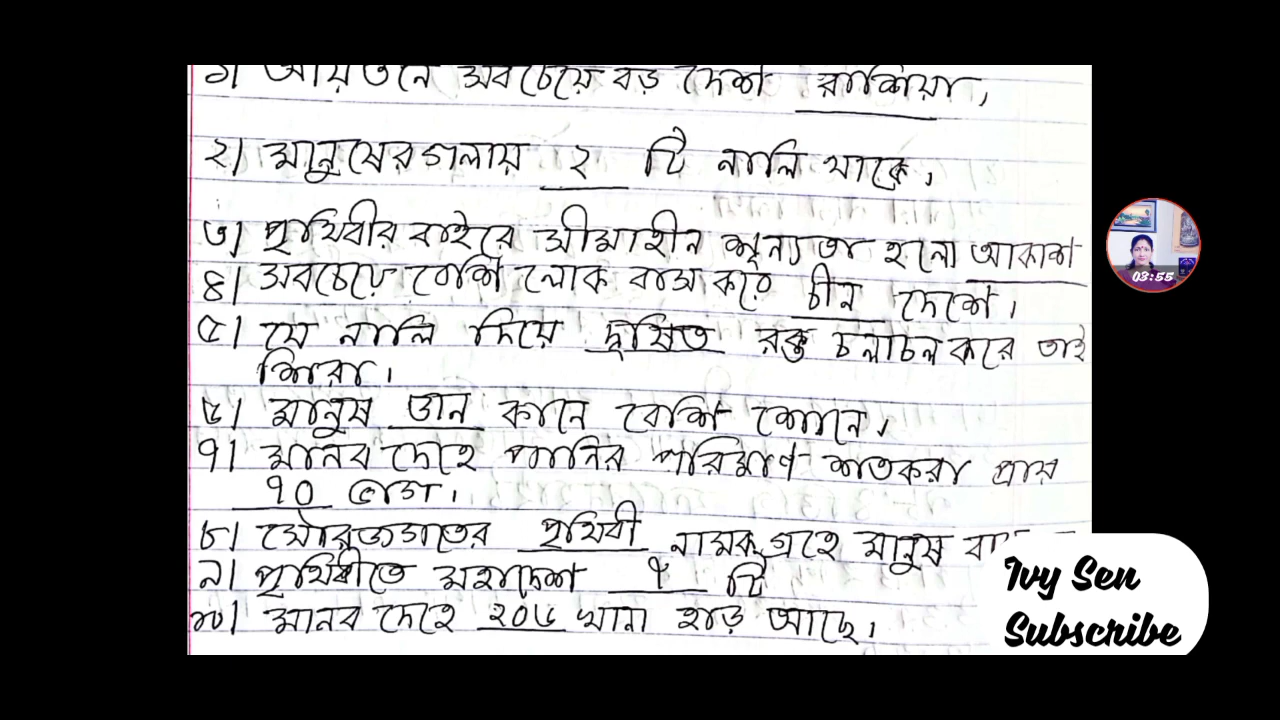 ১। আয়তনে সবচেয়ে বড় দেশ রাশিয়া,
২। মানুষের গলায় ২ টি নালি থাকে,
৩। পৃথিবীর বাইরে সীমাহীন শূন্যতা হলো আকাশ
৪। সবচেয়ে বেশি লোক বাস করে চীন দেশে।
৫। যে নালি দিয়ে দূষিত রক্ত চলাচল করে তাই
শিরা।
৬। মানুষ ডান কানে বেশি শোনে,
৭। মানব দেহে পানির পরিমাণ শতকরা প্রায়
৭০ ভাগ।
৮। সৌরজগতের পৃথিবী নামক গ্রহে মানুষ
৯। পৃথিবীতে মহাদেশ ৭ টি
১০। মানব দেহে ২০৬ খানা হাড় আছে।
03:55
Ivy Sen
Subscribe